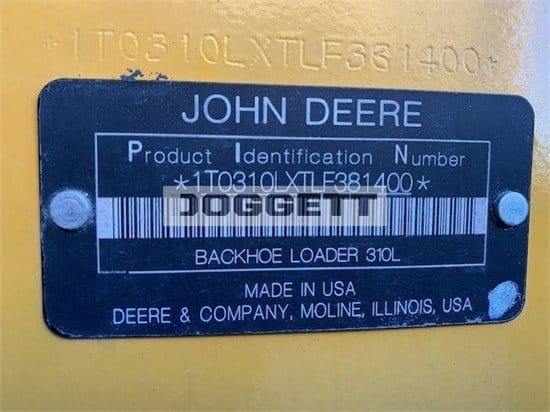 *1T0310LXTLF381400*
JOHN DEERE
Product Identification Number
*1T0310LXTLF381400*
DOGGETT
BACKHOE LOADER 310L
MADE IN USA
DEERE & COMPANY, MOLINE, ILLINOIS, USA